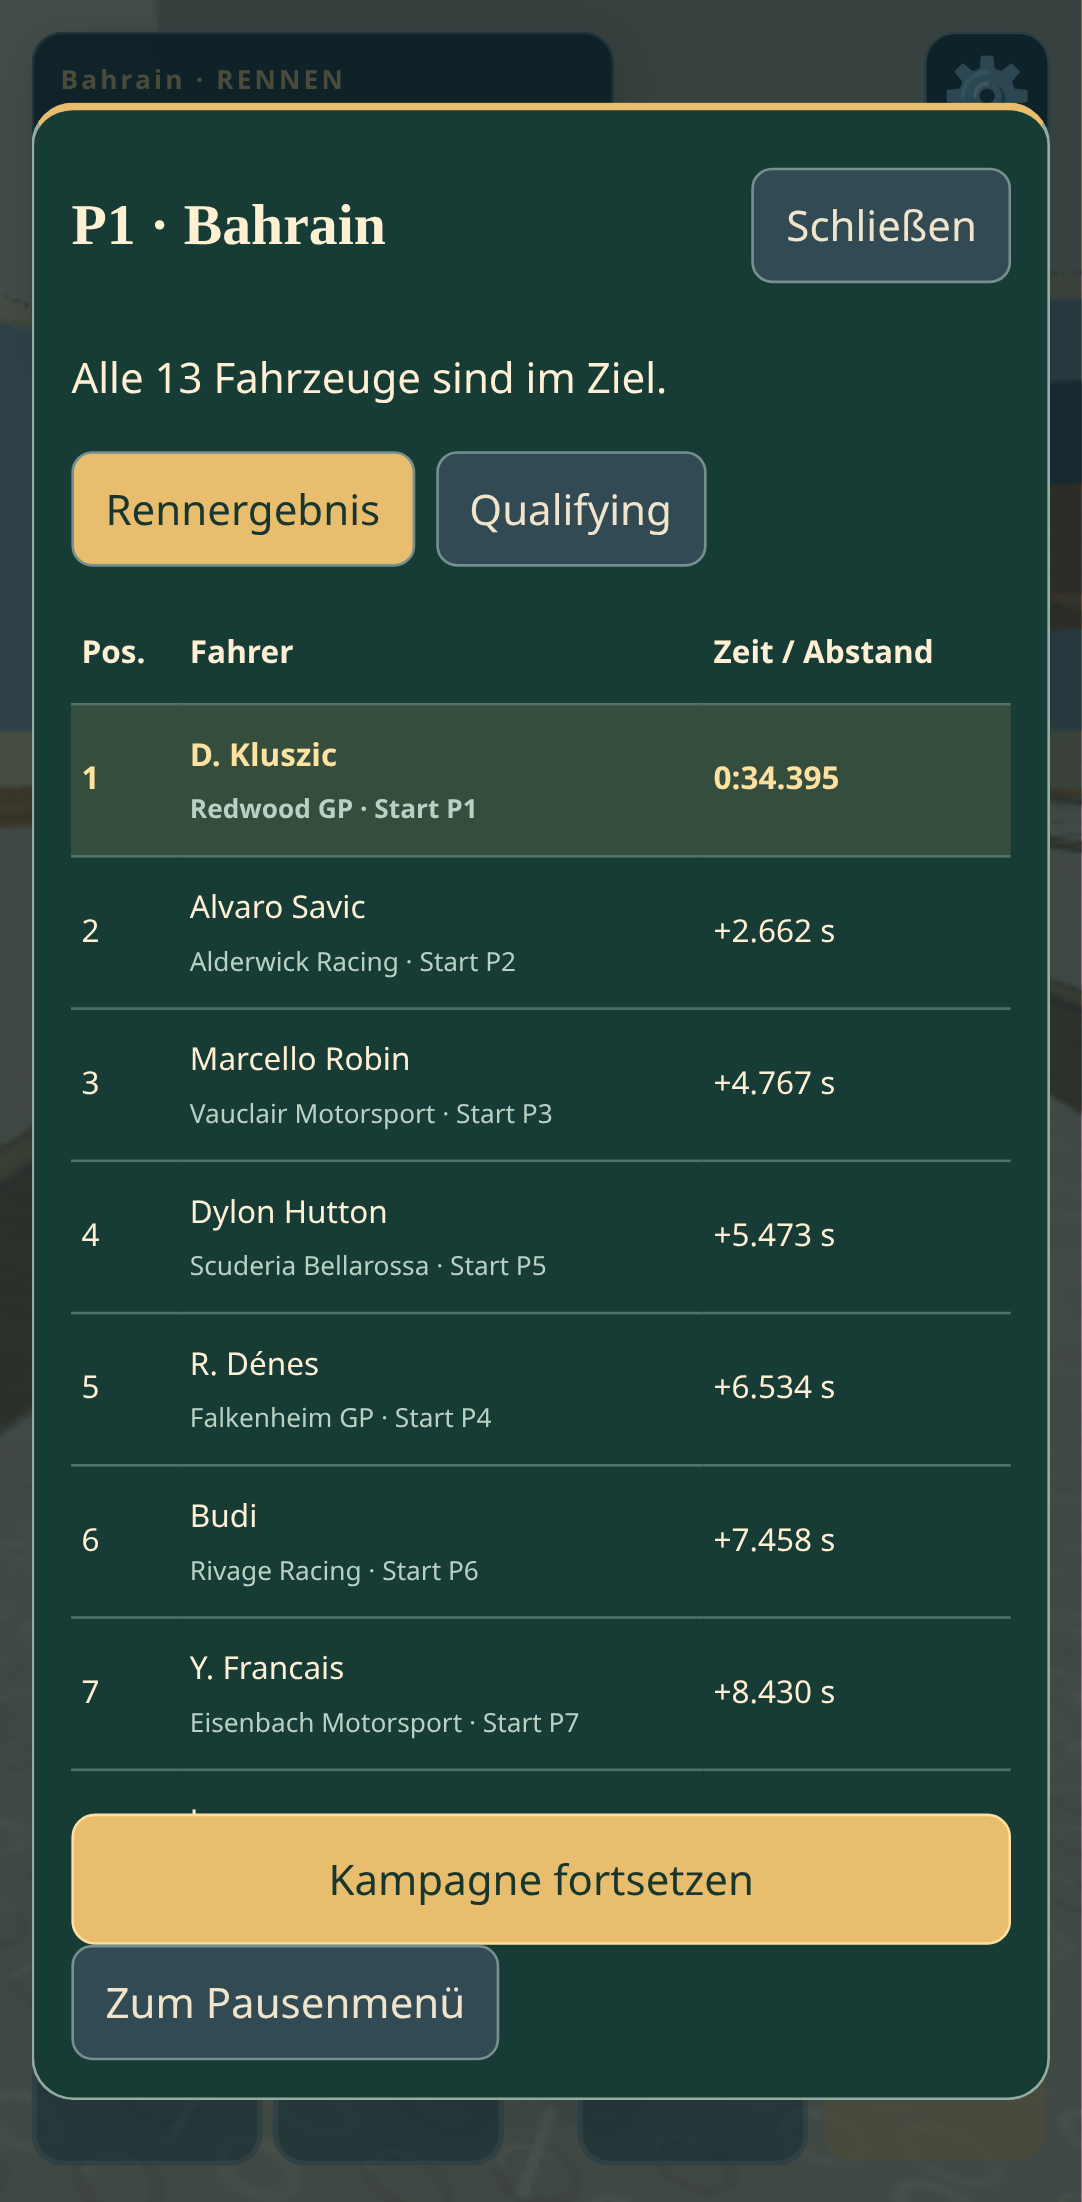 Bahrain · RENNEN
P1 · Bahrain
Schließen
Alle 13 Fahrzeuge sind im Ziel.
Rennergebnis
Qualifying
Pos. Fahrer Zeit / Abstand
1 D. Kluszic 0:34.395
Redwood GP · Start P1
2 Alvaro Savic +2.662 s
Alderwick Racing · Start P2
3 Marcello Robin +4.767 s
Vauclair Motorsport · Start P3
4 Dylon Hutton +5.473 s
Scuderia Bellarossa · Start P5
5 R. Dénes +6.534 s
Falkenheim GP · Start P4
6 Budi +7.458 s
Rivage Racing · Start P6
7 Y. Francais +8.430 s
Eisenbach Motorsport · Start P7
Kampagne fortsetzen
Zum Pausenmenü